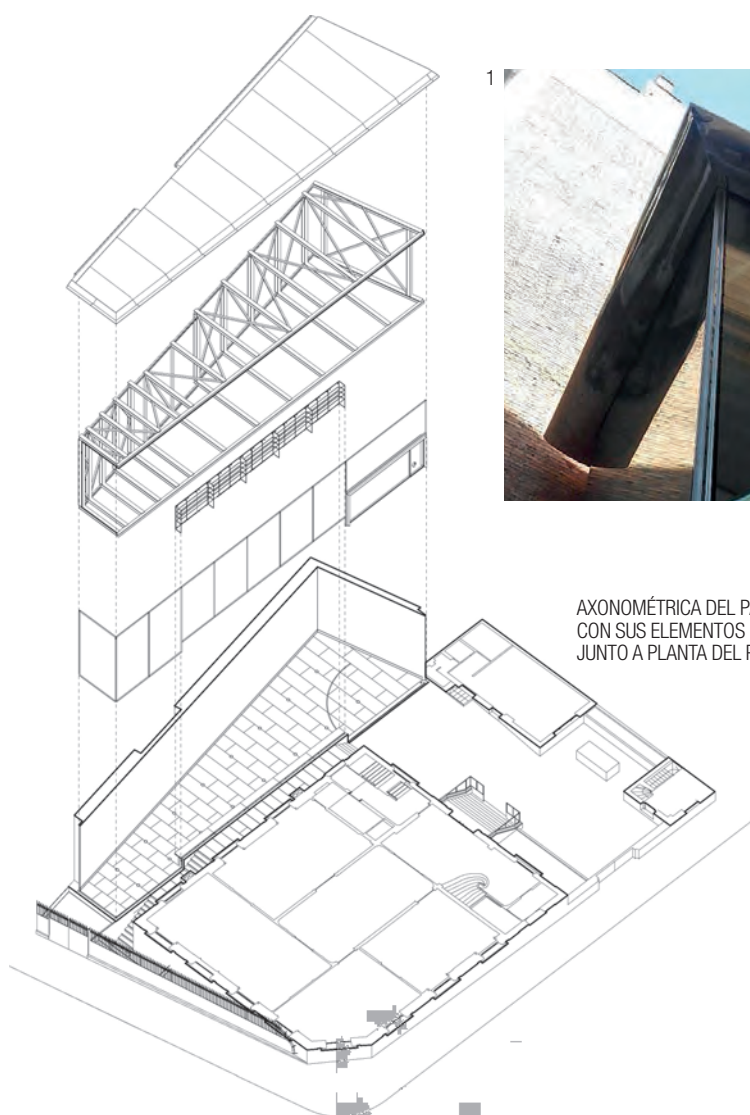 1
AXONOMÉTRICA DEL
CON SUS ELEMENTOS
JUNTO A PLANTA DEL